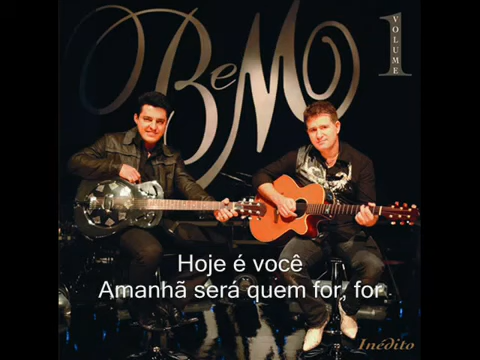 BeM
1
VOLUME
Hoje é você
Amanhã será quem for, for
Inédito